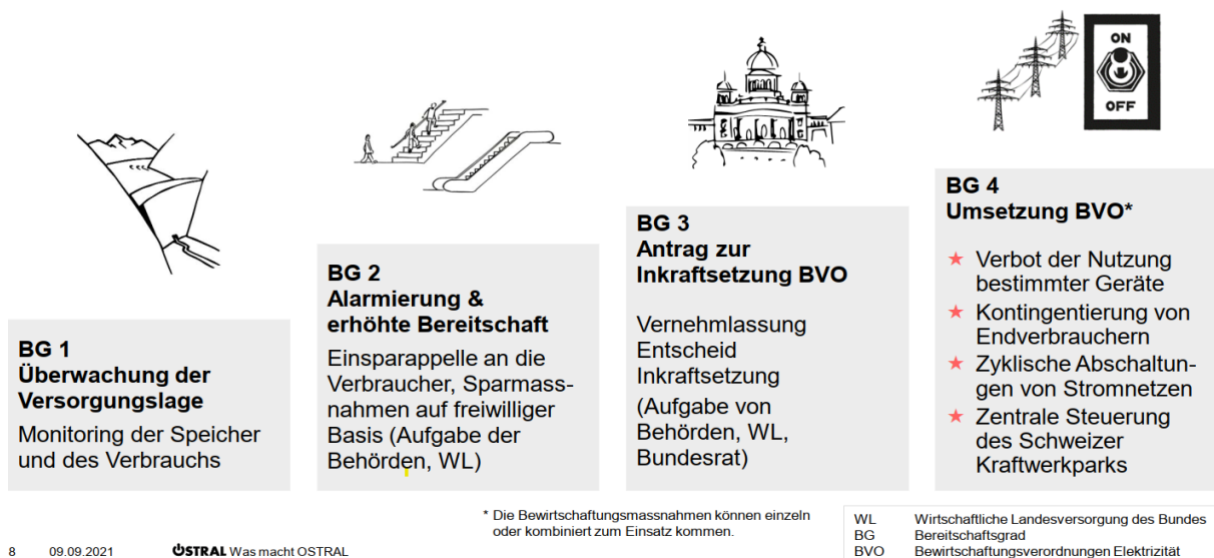 BG 1
Überwachung der
Versorgungslage
Monitoring der Speicher
und des Verbrauchs
BG 2
Alarmierung &
erhöhte Bereitschaft
Einsparappelle an die
Verbraucher, Sparmass-
nahmen auf freiwilliger
Basis (Aufgabe der
Behörden, WL)
BG 3
Antrag zur
Inkraftsetzung BVO
Vernehmlassung
Entscheid
Inkraftsetzung
(Aufgabe von
Behörden, WL,
Bundesrat)
ON
OFF
BG 4
Umsetzung BVO*
★ Verbot der Nutzung
bestimmter Geräte
★ Kontingentierung von
Endverbrauchern
★ Zyklische Abschaltun-
gen von Stromnetzen
★ Zentrale Steuerung
des Schweizer
Kraftwerkparks
* Die Bewirtschaftungsmassnahmen können einzeln
oder kombiniert zum Einsatz kommen.
WL Wirtschaftliche Landesversorgung des Bundes
BG Bereitschaftsgrad
BVO Bewirtschaftungsverordnungen Elektrizität
8 09.09.2021 OSTRAL Was macht OSTRAL